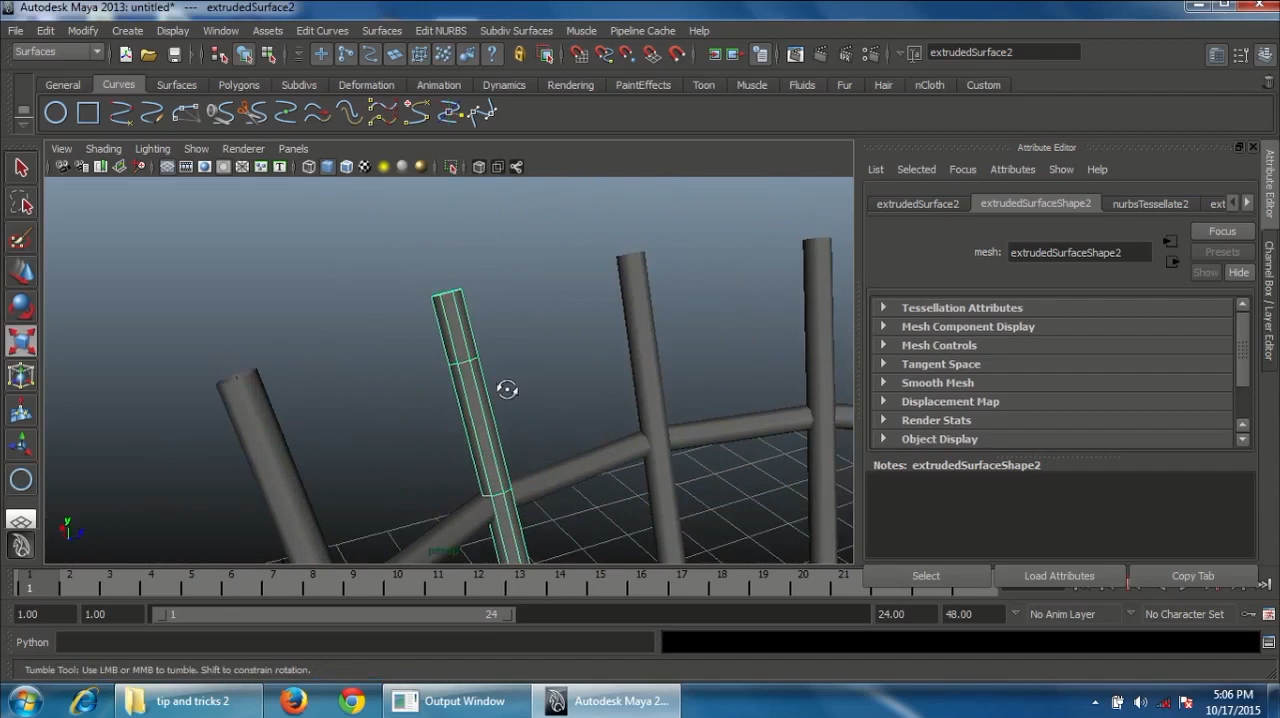 Autodesk Maya 2013: untitled* --- extrudedSurface2
File Edit Modify Create Display Window Assets Edit Curves Surfaces Edit NURBS Subdiv Surfaces Muscle Pipeline Cache Help
Surfaces
extrudedSurface2
General Curves Surfaces Polygons Subdivs Deformation Animation Dynamics Rendering PaintEffects Toon Muscle Fluids Fur Hair nCloth Custom
View Shading Lighting Show Renderer Panels
Attribute Editor
List Selected Focus Attributes Show Help
extrudedSurface2 extrudedSurfaceShape2 nurbsTessellate2 ext
Focus
mesh: extrudedSurfaceShape2
Presets
Show Hide
Tessellation Attributes
Mesh Component Display
Mesh Controls
Tangent Space
Smooth Mesh
Displacement Map
Render Stats
Object Display
Notes: extrudedSurfaceShape2
Attribute Editor
Channel Box / Layer Editor
y
persp
Select Load Attributes Copy Tab
1 2 3 4 5 6 7 8 9 10 11 12 13 14 15 16 17 18 19 20 21
1
1.00 1.00 1 24 24.00 48.00 No Anim Layer No Character Set
Python
Tumble Tool: Use LMB or MMB to tumble. Shift to constrain rotation.
tip and tricks 2 Output Window Autodesk Maya 2...
5:06 PM
10/17/2015